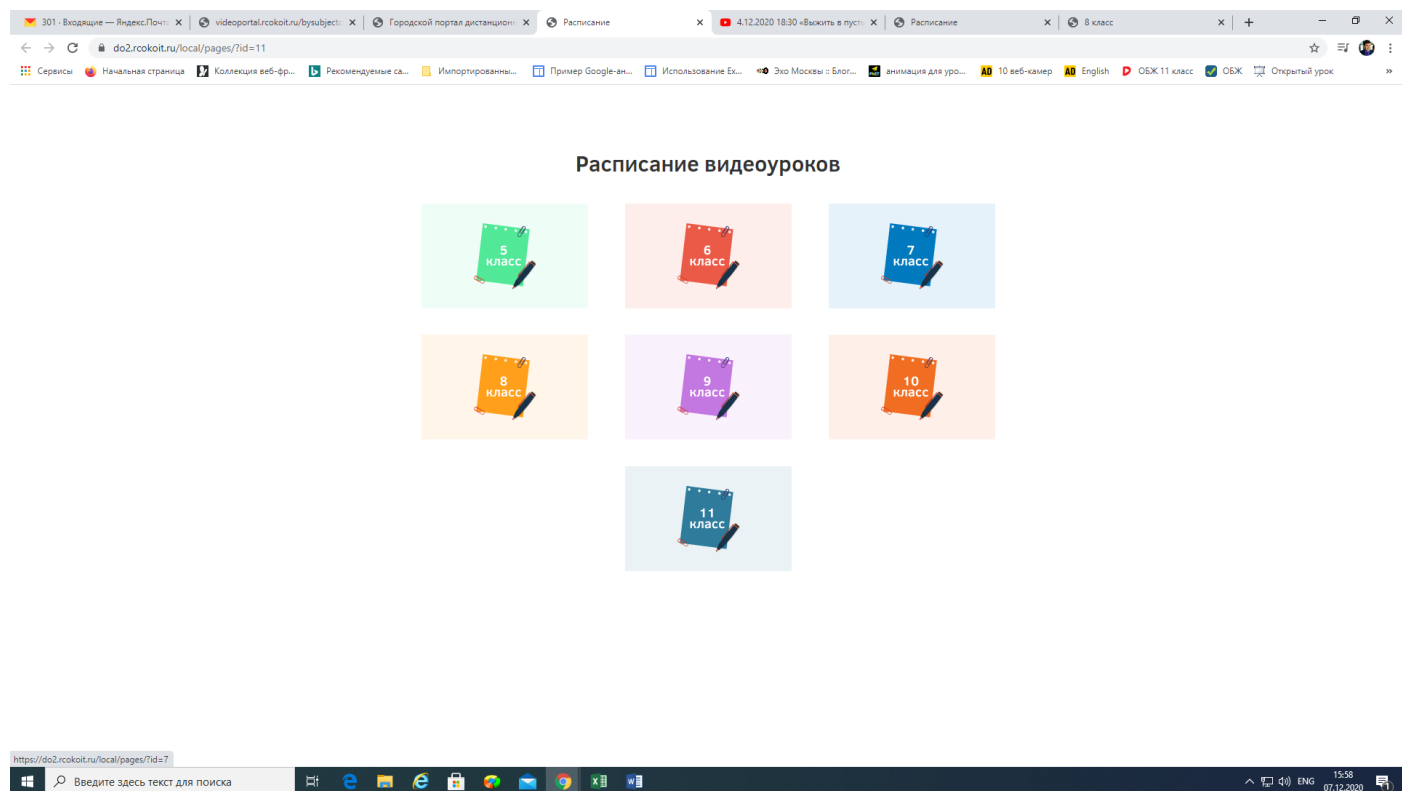 301 · Входящие — Яндекс.Почт
videoportal.rcokoit.ru/bysubject
Городской портал дистанцион
Расписание
4.12.2020 18:30 «Выжить в пуст
Расписание
8 класс
do2.rcokoit.ru/local/pages/?id=11
Сервисы
Начальная страница
Коллекция веб-фр...
Рекомендуемые са...
Импортированны...
Пример Google-ан...
Использование Ex...
Эхо Москвы :: Блог...
анимация для уро...
AD 10 веб-камер
AD English
ОБЖ 11 класс
ОБЖ
Открытый урок
»
Расписание видеоуроков
5
класс
6
класс
7
класс
8
класс
9
класс
10
класс
11
класс
https://do2.rcokoit.ru/local/pages/?id=7
Введите здесь текст для поиска
ENG
15:58
07.12.2020